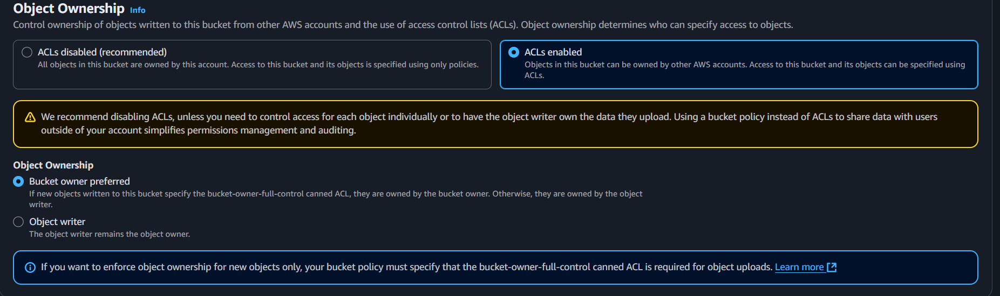 Object Ownership Info
Control ownership of objects written to this bucket from other AWS accounts and the use of access control lists (ACLs). Object ownership determines who can specify access to objects.
ACLs disabled (recommended)
All objects in this bucket are owned by this account. Access to this bucket and its objects is specified using only policies.
ACLs enabled
Objects in this bucket can be owned by other AWS accounts. Access to this bucket and its objects can be specified using
ACLs.
We recommend disabling ACLs, unless you need to control access for each object individually or to have the object writer own the data they upload. Using a bucket policy instead of ACLs to share data with users
outside of your account simplifies permissions management and auditing.
Object Ownership
Bucket owner preferred
If new objects written to this bucket specify the bucket-owner-full-control canned ACL, they are owned by the bucket owner. Otherwise, they are owned by the object
writer.
Object writer
The object writer remains the object owner.
If you want to enforce object ownership for new objects only, your bucket policy must specify that the bucket-owner-full-control canned ACL is required for object uploads. Learn more